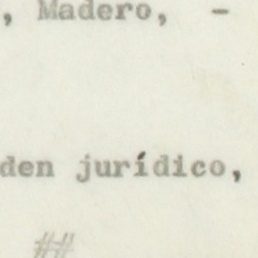 , Madero, -
den jurídico,
##